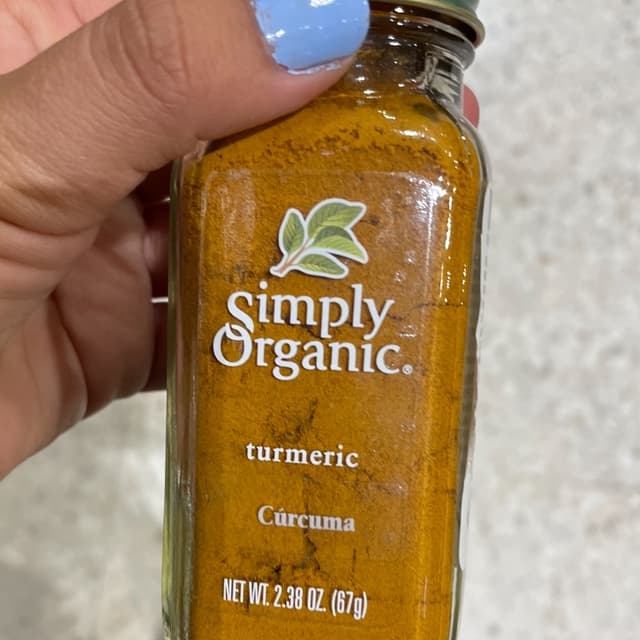 Simply
Organic®
turmeric
Cúrcuma
NET WT. 2.38 OZ. (67g)